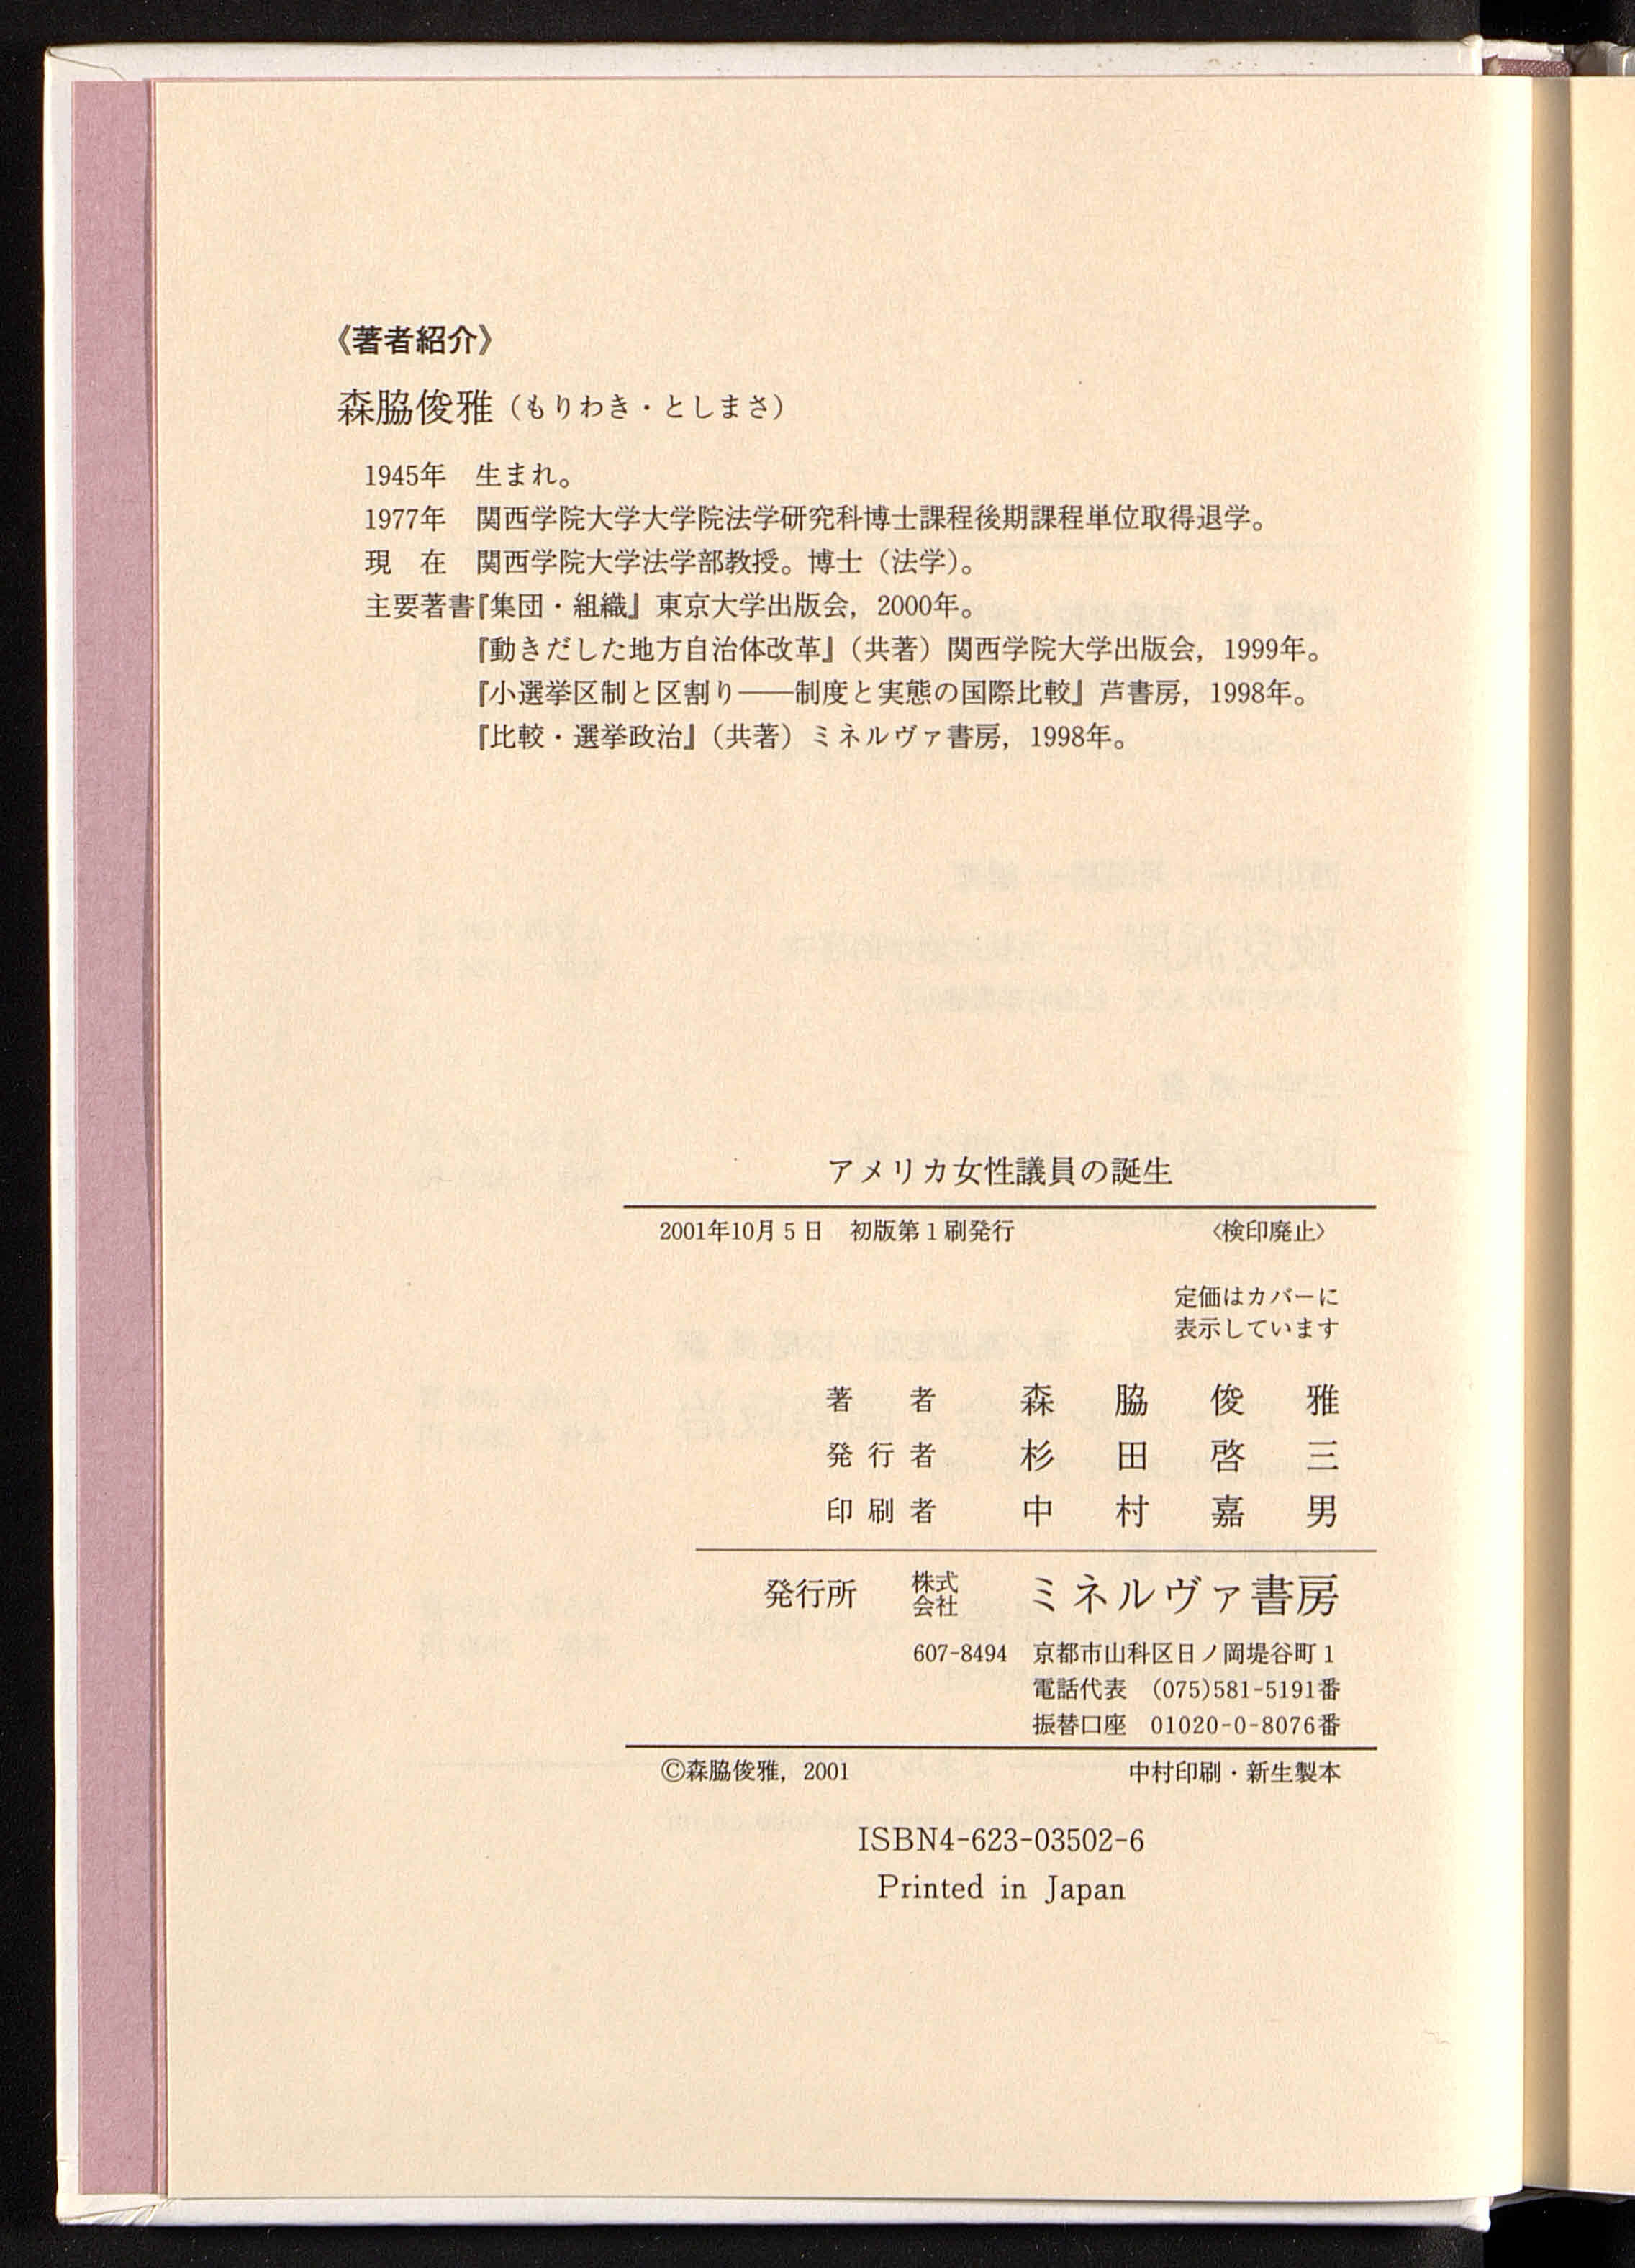 《著者紹介》
森脇俊雅（もりわき・としまさ）
1945年　生まれ。
1977年　関西学院大学大学院法学研究科博士課程後期課程単位取得退学。
現　在　関西学院大学法学部教授。博士（法学）。
主要著書『集団・組織』東京大学出版会，2000年。
『動きだした地方自治体改革』（共著）関西学院大学出版会，1999年。
『小選挙区制と区割り――制度と実態の国際比較』芦書房，1998年。
『比較・選挙政治』（共著）ミネルヴァ書房，1998年。
アメリカ女性議員の誕生
2001年10月5日　初版第1刷発行　〈検印廃止〉
定価はカバーに
表示しています
著　者　森　脇　俊　雅
発行者　杉　田　啓　三
印刷者　中　村　嘉　男
発行所　株式会社　ミネルヴァ書房
607-8494　京都市山科区日ノ岡堤谷町1
電話代表　(075)581-5191番
振替口座　01020-0-8076番
©森脇俊雅，2001　中村印刷・新生製本
ISBN4-623-03502-6
Printed in Japan